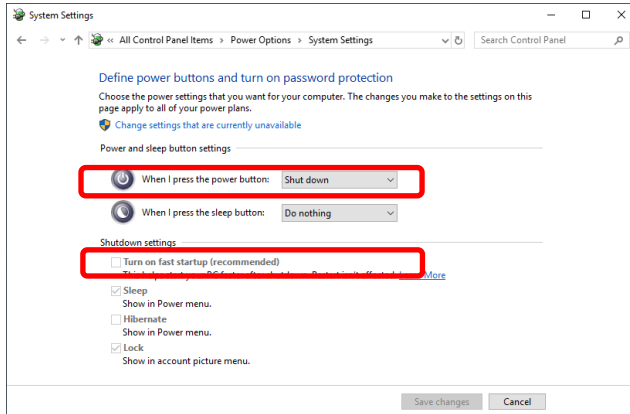 System Settings
« All Control Panel Items > Power Options > System Settings
Search Control Panel
Define power buttons and turn on password protection
Choose the power settings that you want for your computer. The changes you make to the settings on this
page apply to all of your power plans.
Change settings that are currently unavailable
Power and sleep button settings
When I press the power button: Shut down
When I press the sleep button: Do nothing
Shutdown settings
Turn on fast startup (recommended)
More
Sleep
Show in Power menu.
Hibernate
Show in Power menu.
Lock
Show in account picture menu.
Save changes Cancel